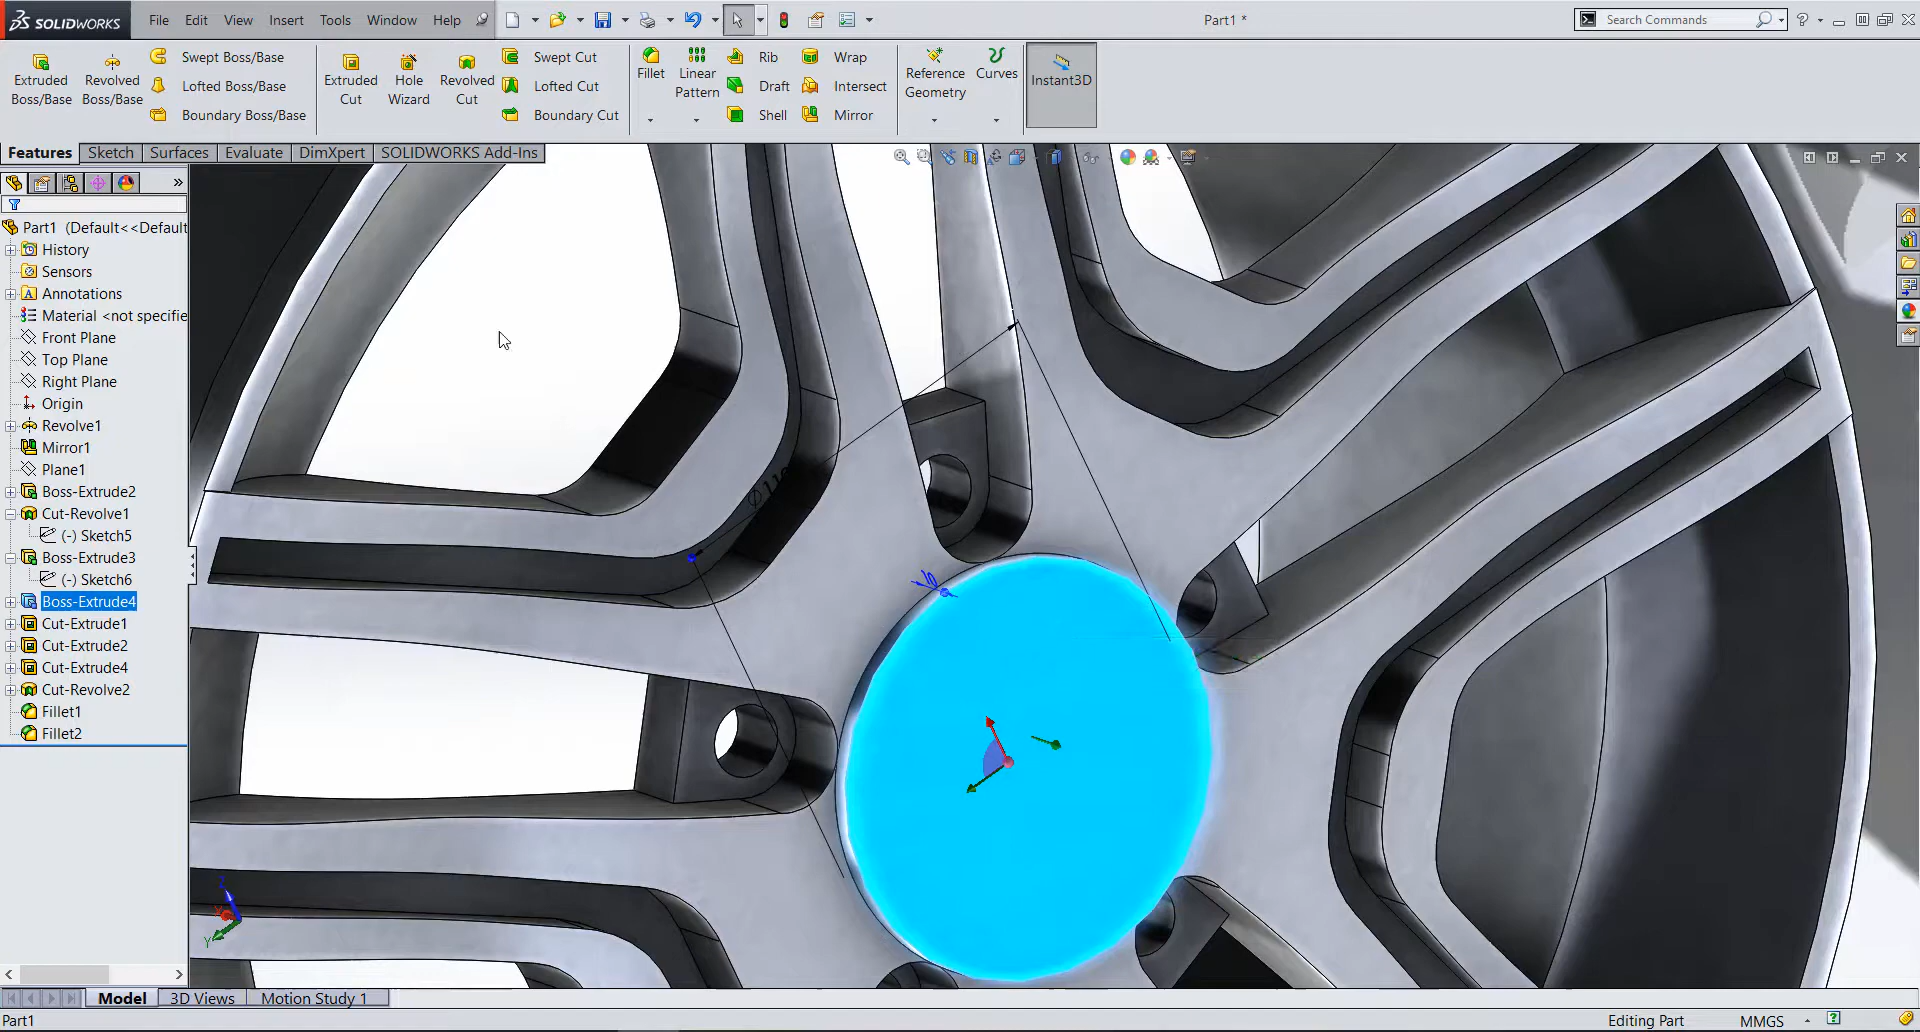 SOLIDWORKS File Edit View Insert Tools Window Help Part1 * Search Commands
Extruded Boss/Base
Revolved Boss/Base
Swept Boss/Base
Lofted Boss/Base
Boundary Boss/Base
Extruded Cut
Hole Wizard
Revolved Cut
Swept Cut
Lofted Cut
Boundary Cut
Fillet
Linear Pattern
Rib
Draft
Shell
Wrap
Intersect
Mirror
Reference Geometry
Curves
Instant3D
Features Sketch Surfaces Evaluate DimXpert SOLIDWORKS Add-Ins
Part1 (Default<<Default
History
Sensors
Annotations
Material <not specifie
Front Plane
Top Plane
Right Plane
Origin
Revolve1
Mirror1
Plane1
Boss-Extrude2
Cut-Revolve1
(-) Sketch5
Boss-Extrude3
(-) Sketch6
Boss-Extrude4
Cut-Extrude1
Cut-Extrude2
Cut-Extrude4
Cut-Revolve2
Fillet1
Fillet2
10
Y
Model 3D Views Motion Study 1
Part1 Editing Part MMGS